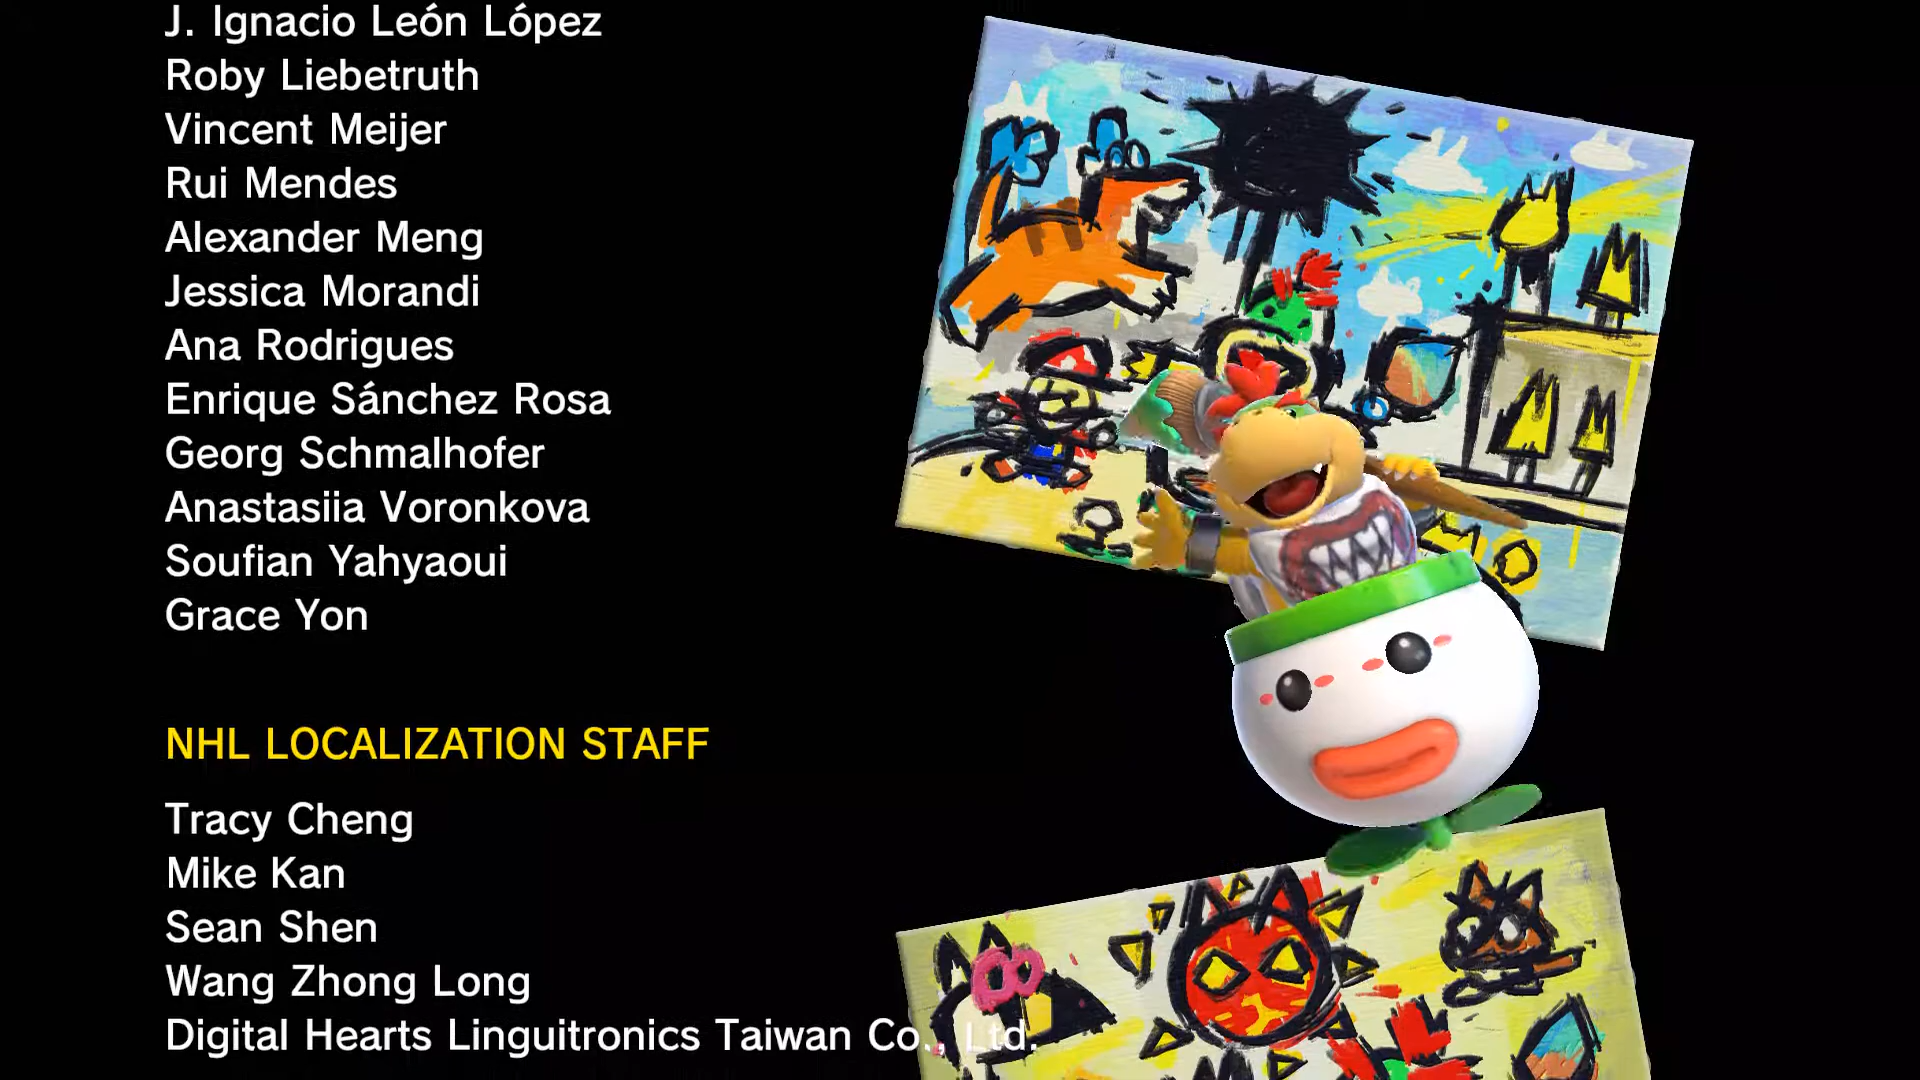 J. Ignacio León López
Roby Liebetruth
Vincent Meijer
Rui Mendes
Alexander Meng
Jessica Morandi
Ana Rodrigues
Enrique Sánchez Rosa
Georg Schmalhofer
Anastasiia Voronkova
Soufian Yahyaoui
Grace Yon
NHL LOCALIZATION STAFF
Tracy Cheng
Mike Kan
Sean Shen
Wang Zhong Long
Digital Hearts Linguitronics Taiwan Co., Ltd.